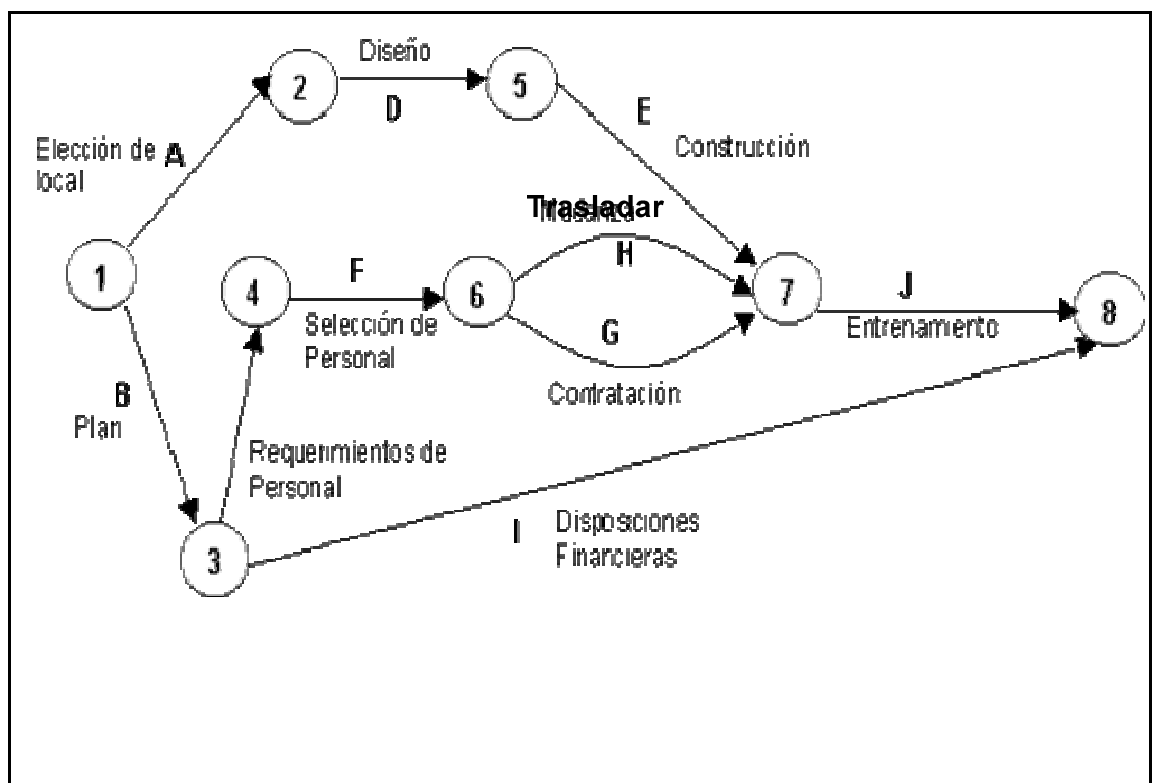 Diseño
2
5
D
E
Elección de
local
A
Construcción
Trasladar
H
1
4
F
6
7
J
8
Selección de
Personal
G
Entrenamiento
Contratación
B
Plan
Requerimientos de
Personal
3
I
Disposiciones
Financieras